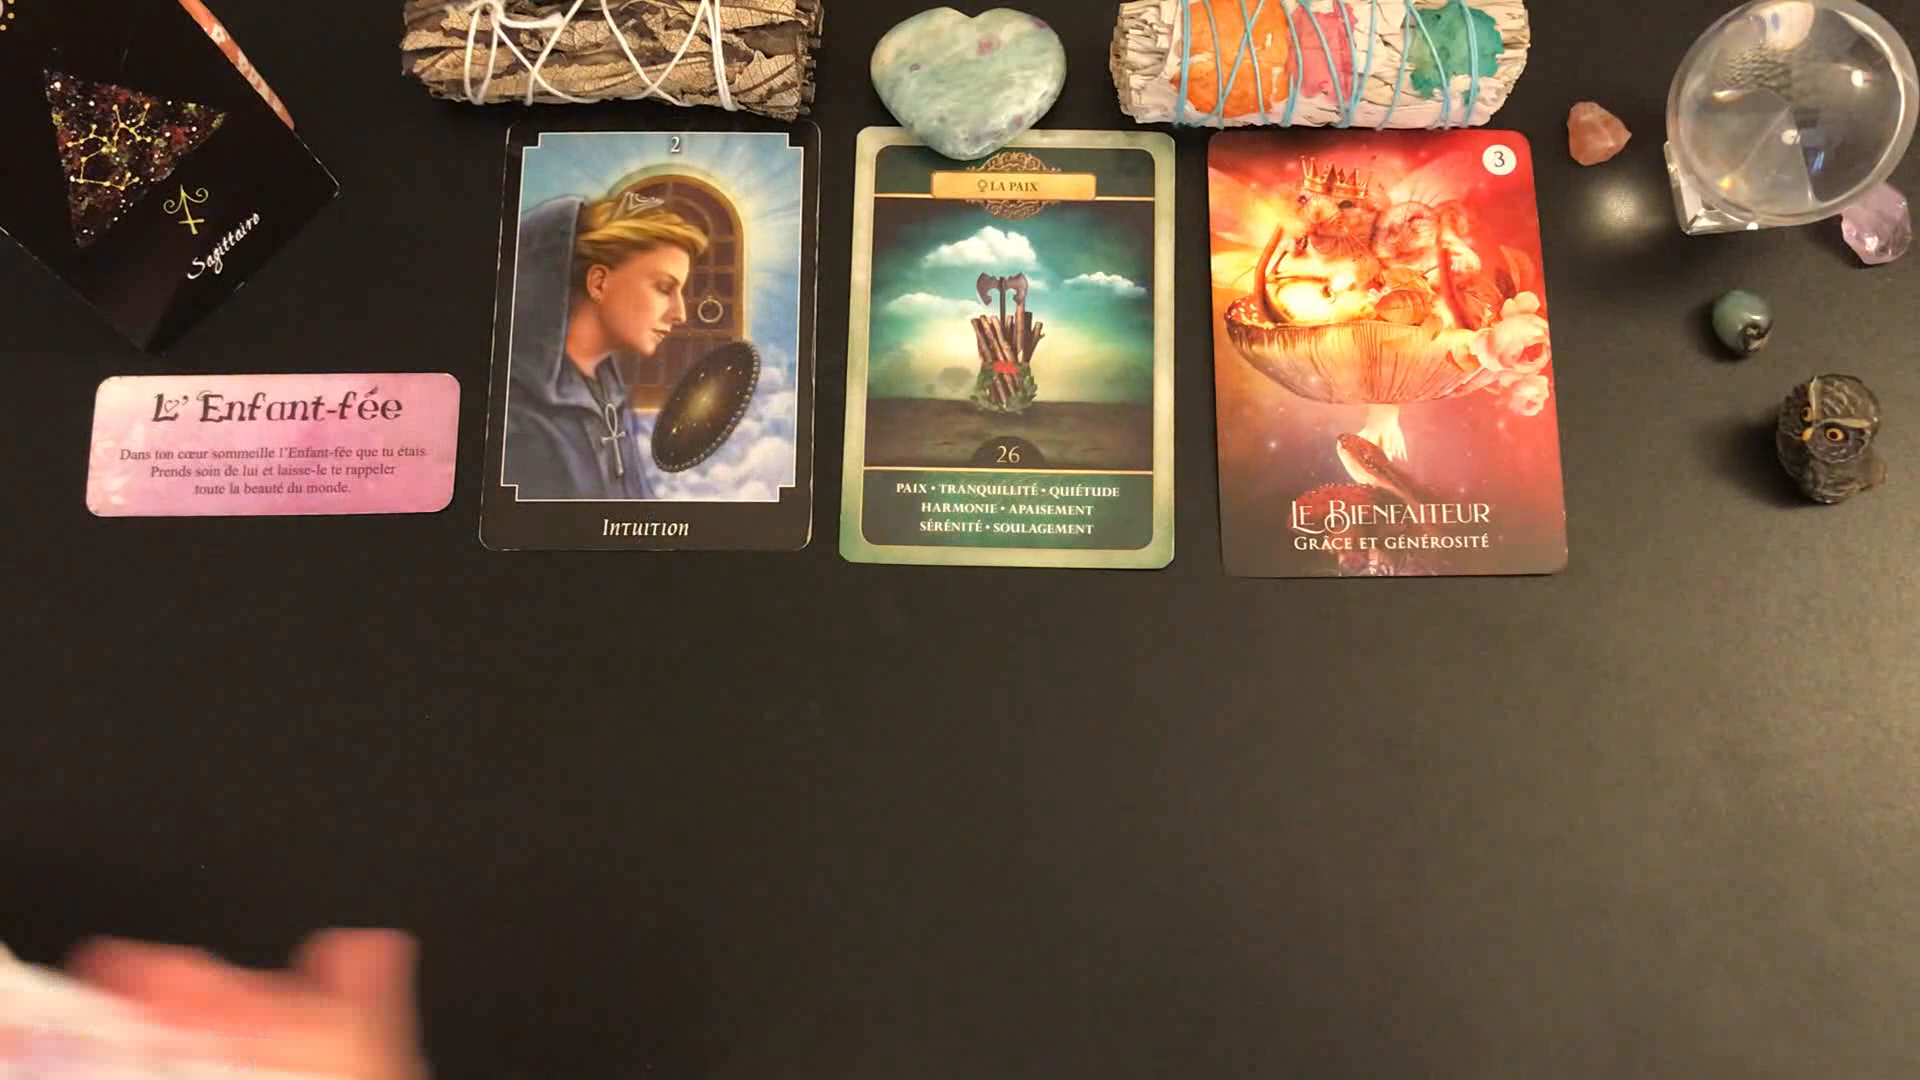 Sagittaire
L'Enfant-fée
Dans ton cœur sommeille l'Enfant-fée que tu étais.
Prends soin de lui et laisse-le te rappeler
toute la beauté du monde.
2
Intuition
♀ LA PAIX
26
PAIX • TRANQUILLITÉ • QUIÉTUDE
HARMONIE • APAISEMENT
SÉRÉNITÉ • SOULAGEMENT
3
LE BIENFAITEUR
GRÂCE ET GÉNÉROSITÉ